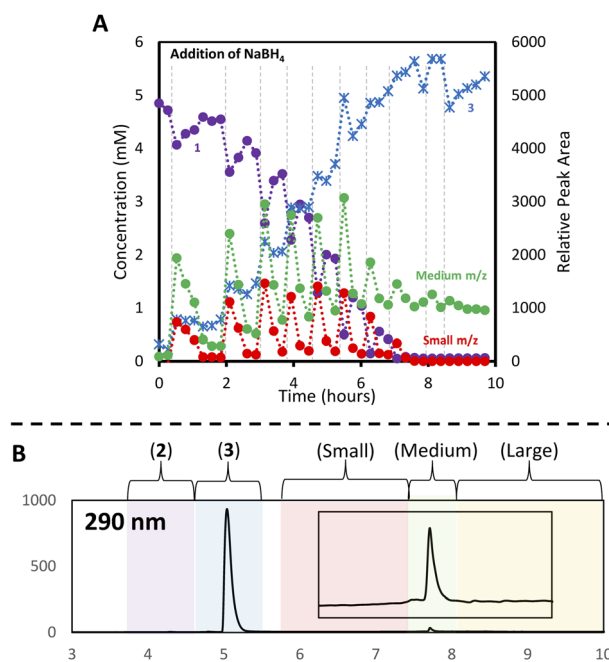 A
Addition of NaBH4
6
5
4
3
2
1
0
6000
5000
4000
3000
2000
1000
0
Concentration (mM)
Relative Peak Area
1
3
Medium m/z
Small m/z
0 2 4 6 8 10
Time (hours)
B
(2) (3) (Small) (Medium) (Large)
290 nm
1000
500
0
3 4 5 6 7 8 9 10